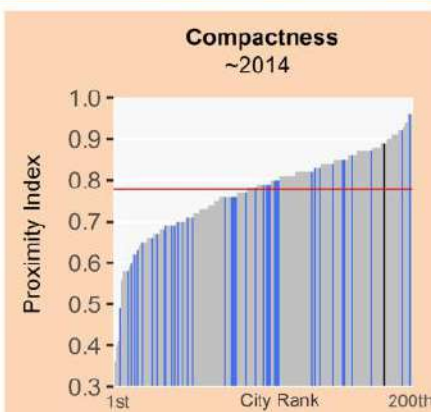 Compactness
~2014
Proximity Index
1.0
0.9
0.8
0.7
0.6
0.5
0.4
0.3
1st
City Rank
200th